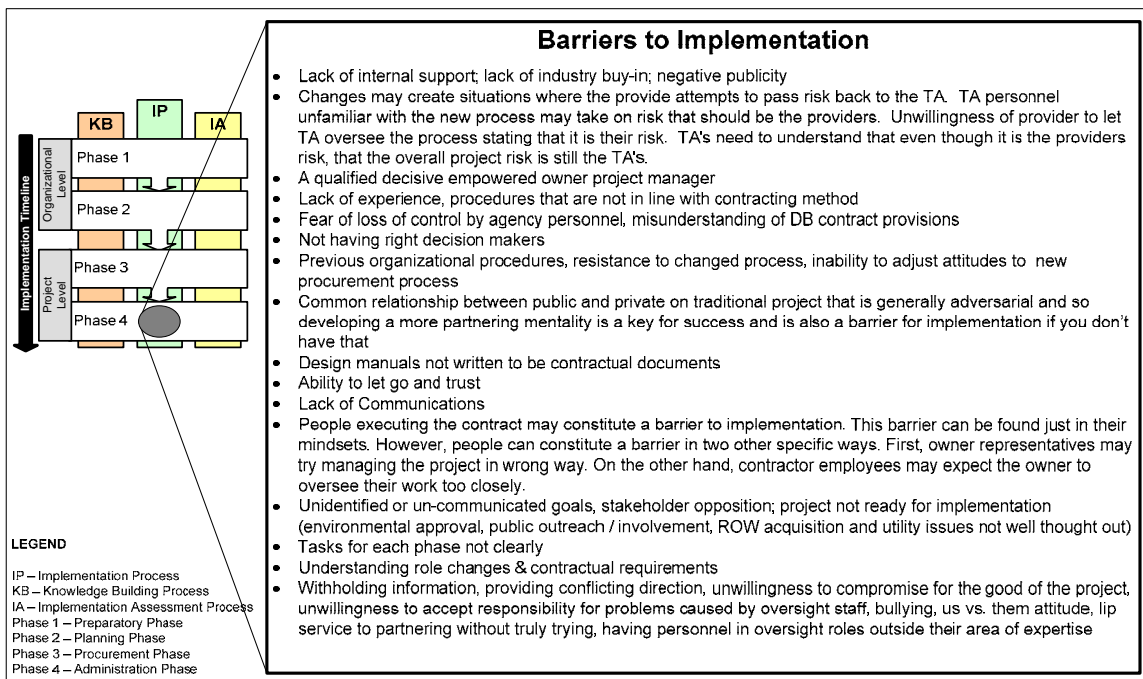 KB
IP
IA
Implementation Timeline
Organizational
Level
Project
Level
Phase 1
Phase 2
Phase 3
Phase 4
LEGEND
IP – Implementation Process
KB – Knowledge Building Process
IA – Implementation Assessment Process
Phase 1 – Preparatory Phase
Phase 2 – Planning Phase
Phase 3 – Procurement Phase
Phase 4 – Administration Phase
Barriers to Implementation
• Lack of internal support; lack of industry buy-in; negative publicity
• Changes may create situations where the provide attempts to pass risk back to the TA. TA personnel
unfamiliar with the new process may take on risk that should be the providers. Unwillingness of provider to let
TA oversee the process stating that it is their risk. TA's need to understand that even though it is the providers
risk, that the overall project risk is still the TA's.
• A qualified decisive empowered owner project manager
• Lack of experience, procedures that are not in line with contracting method
• Fear of loss of control by agency personnel, misunderstanding of DB contract provisions
• Not having right decision makers
• Previous organizational procedures, resistance to changed process, inability to adjust attitudes to new
procurement process
• Common relationship between public and private on traditional project that is generally adversarial and so
developing a more partnering mentality is a key for success and is also a barrier for implementation if you don't
have that
• Design manuals not written to be contractual documents
• Ability to let go and trust
• Lack of Communications
• People executing the contract may constitute a barrier to implementation. This barrier can be found just in their
mindsets. However, people can constitute a barrier in two other specific ways. First, owner representatives may
try managing the project in wrong way. On the other hand, contractor employees may expect the owner to
oversee their work too closely.
• Unidentified or un-communicated goals, stakeholder opposition; project not ready for implementation
(environmental approval, public outreach / involvement, ROW acquisition and utility issues not well thought out)
• Tasks for each phase not clearly
• Understanding role changes & contractual requirements
• Withholding information, providing conflicting direction, unwillingness to compromise for the good of the project,
unwillingness to accept responsibility for problems caused by oversight staff, bullying, us vs. them attitude, lip
service to partnering without truly trying, having personnel in oversight roles outside their area of expertise